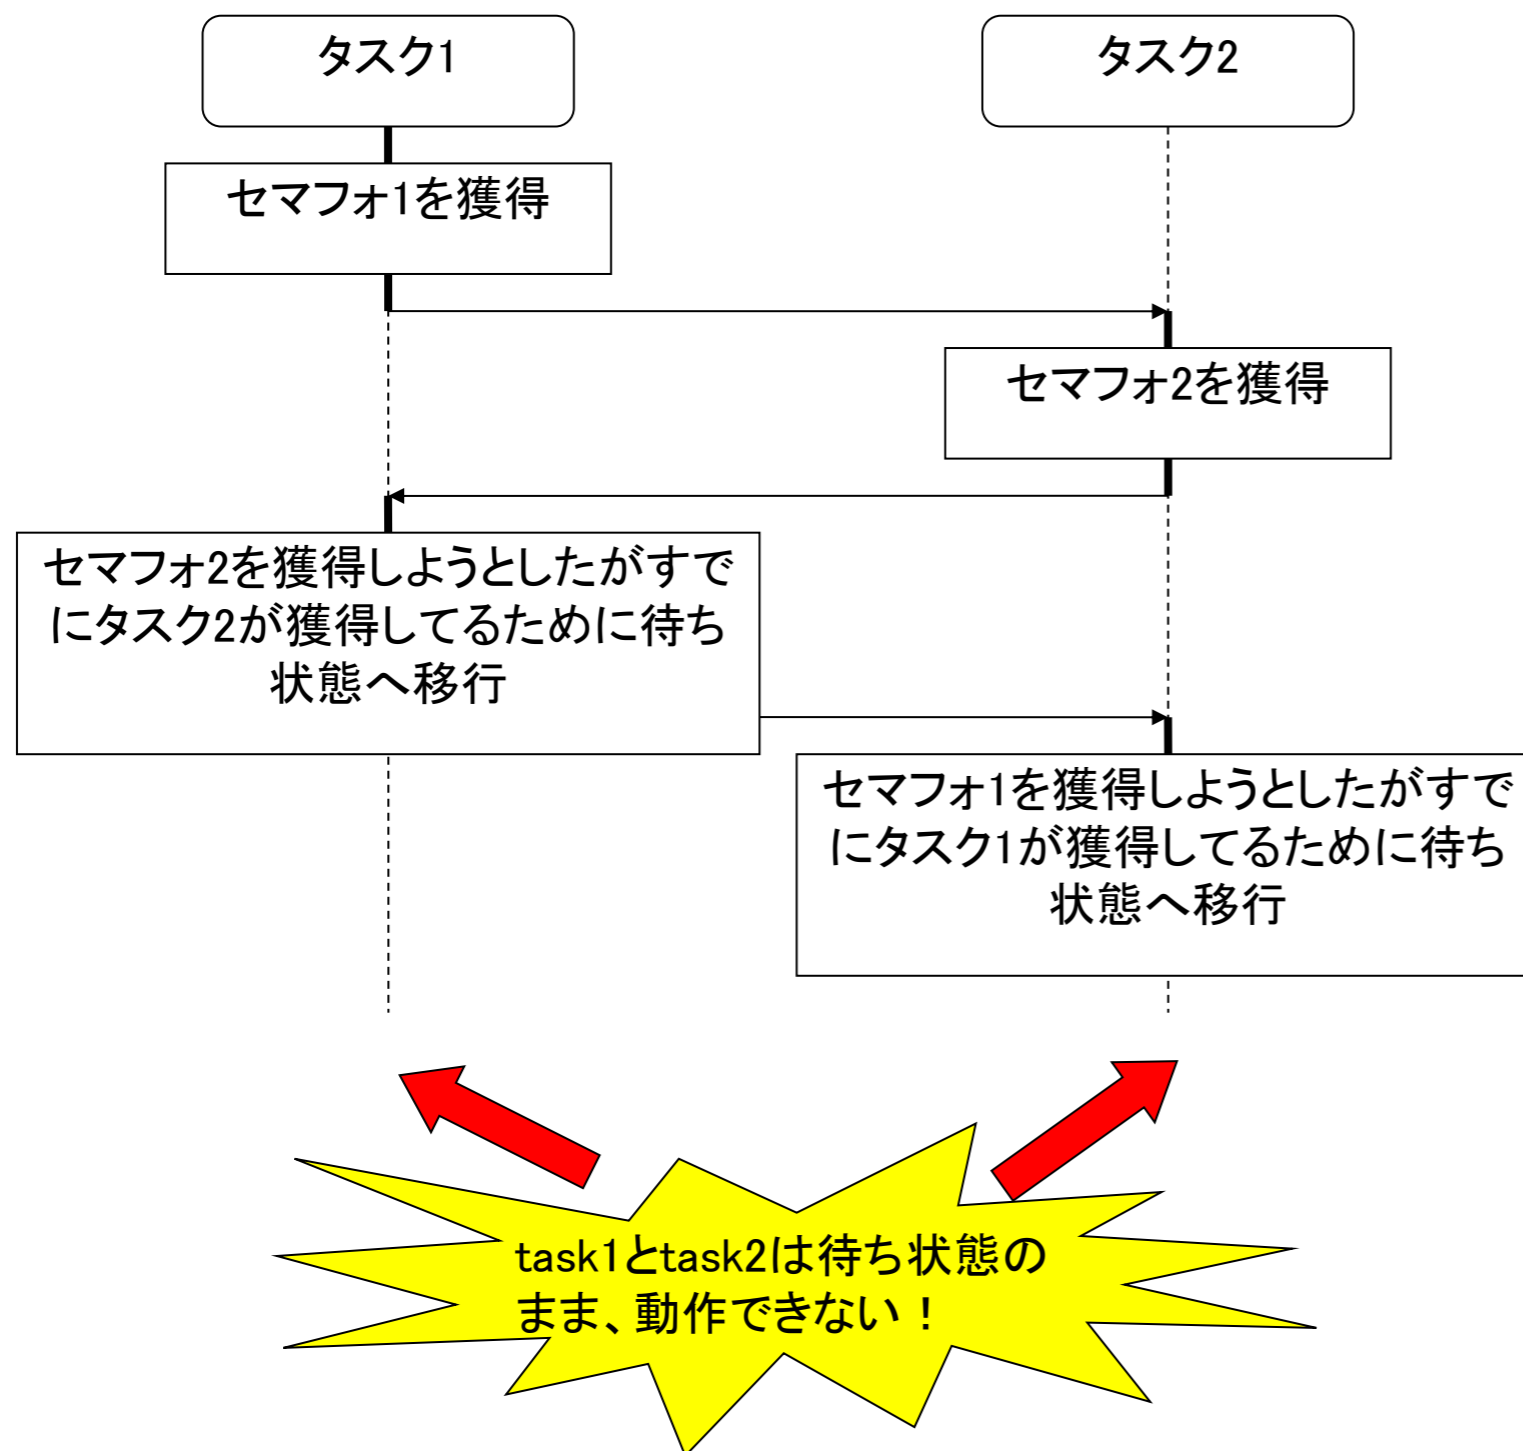 タスク1
タスク2
セマフォ1を獲得
セマフォ2を獲得
セマフォ2を獲得しようとしたがすで
にタスク2が獲得してるために待ち
状態へ移行
セマフォ1を獲得しようとしたがすで
にタスク1が獲得してるために待ち
状態へ移行
task1とtask2は待ち状態の
まま、動作できない！